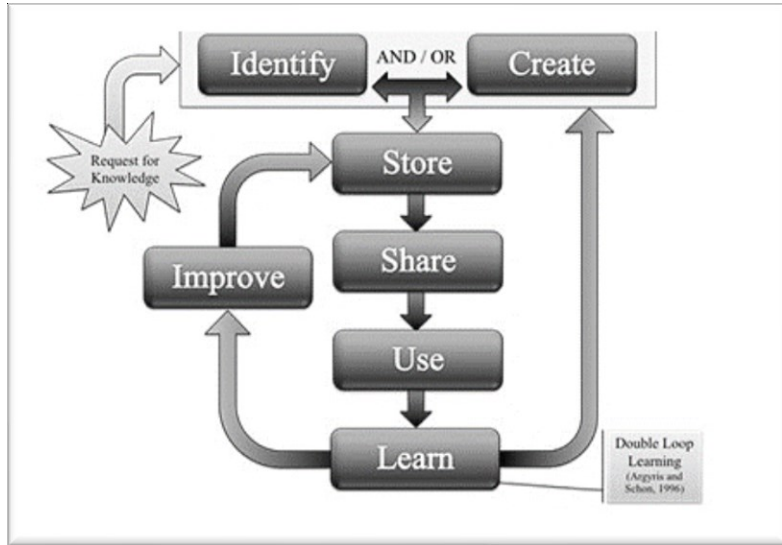 Identify
AND / OR
Create
Request for
Knowledge
Store
Improve
Share
Use
Learn
Double Loop
Learning
(Argyris and
Schon, 1996)